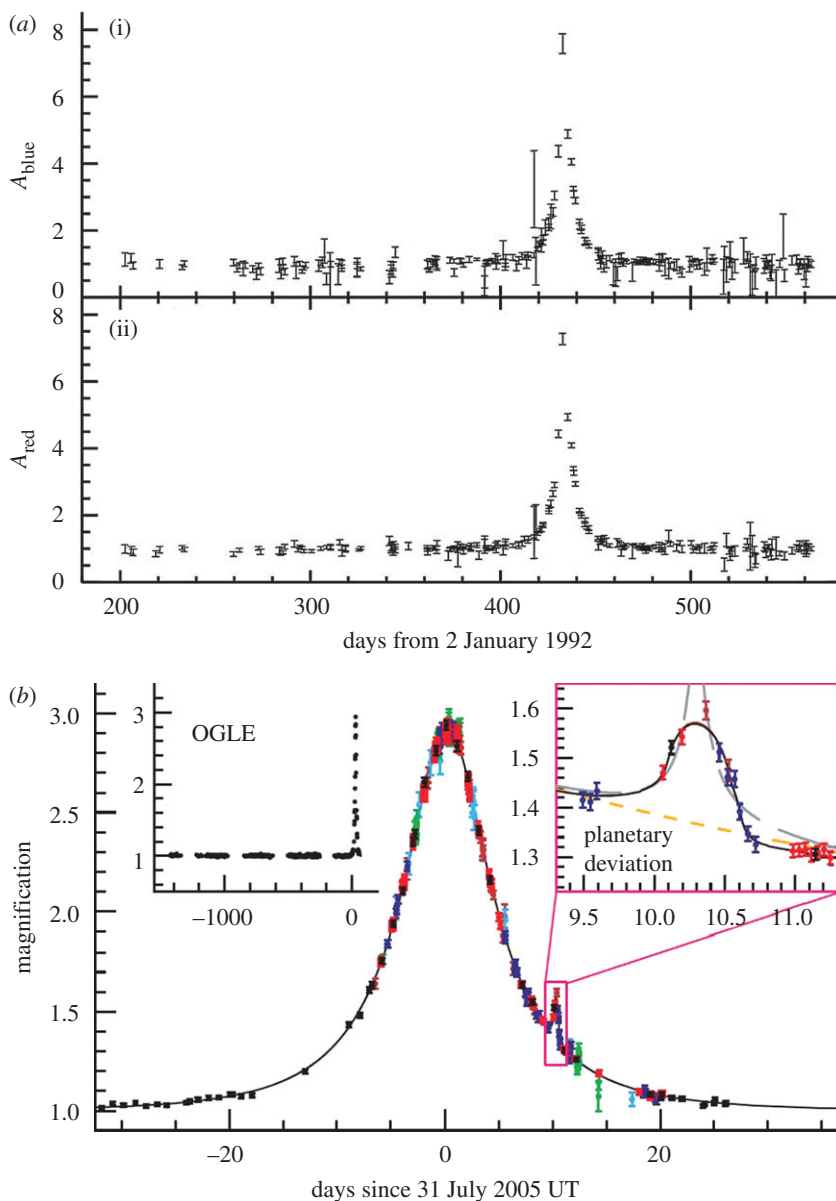 (a)
(i)
8
6
4
2
0
A_blue
(ii)
8
6
4
2
0
A_red
200 300 400 500
days from 2 January 1992
(b)
3.0
2.5
2.0
1.5
1.0
magnification
OGLE
3
2
1
−1000 0
1.6
1.5
1.4
1.3
planetary
deviation
9.5 10.0 10.5 11.0
−20 0 20
days since 31 July 2005 UT